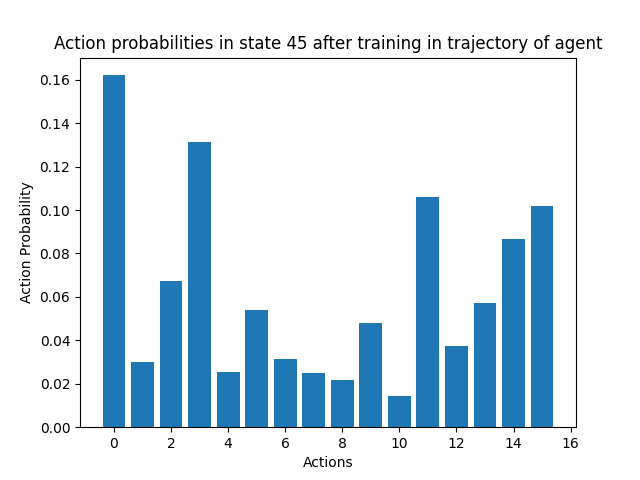 Action probabilities in state 45 after training in trajectory of agent
0.16
0.14
0.12
0.10
0.08
0.06
0.04
0.02
0.00
Action Probability
0 2 4 6 8 10 12 14 16
Actions